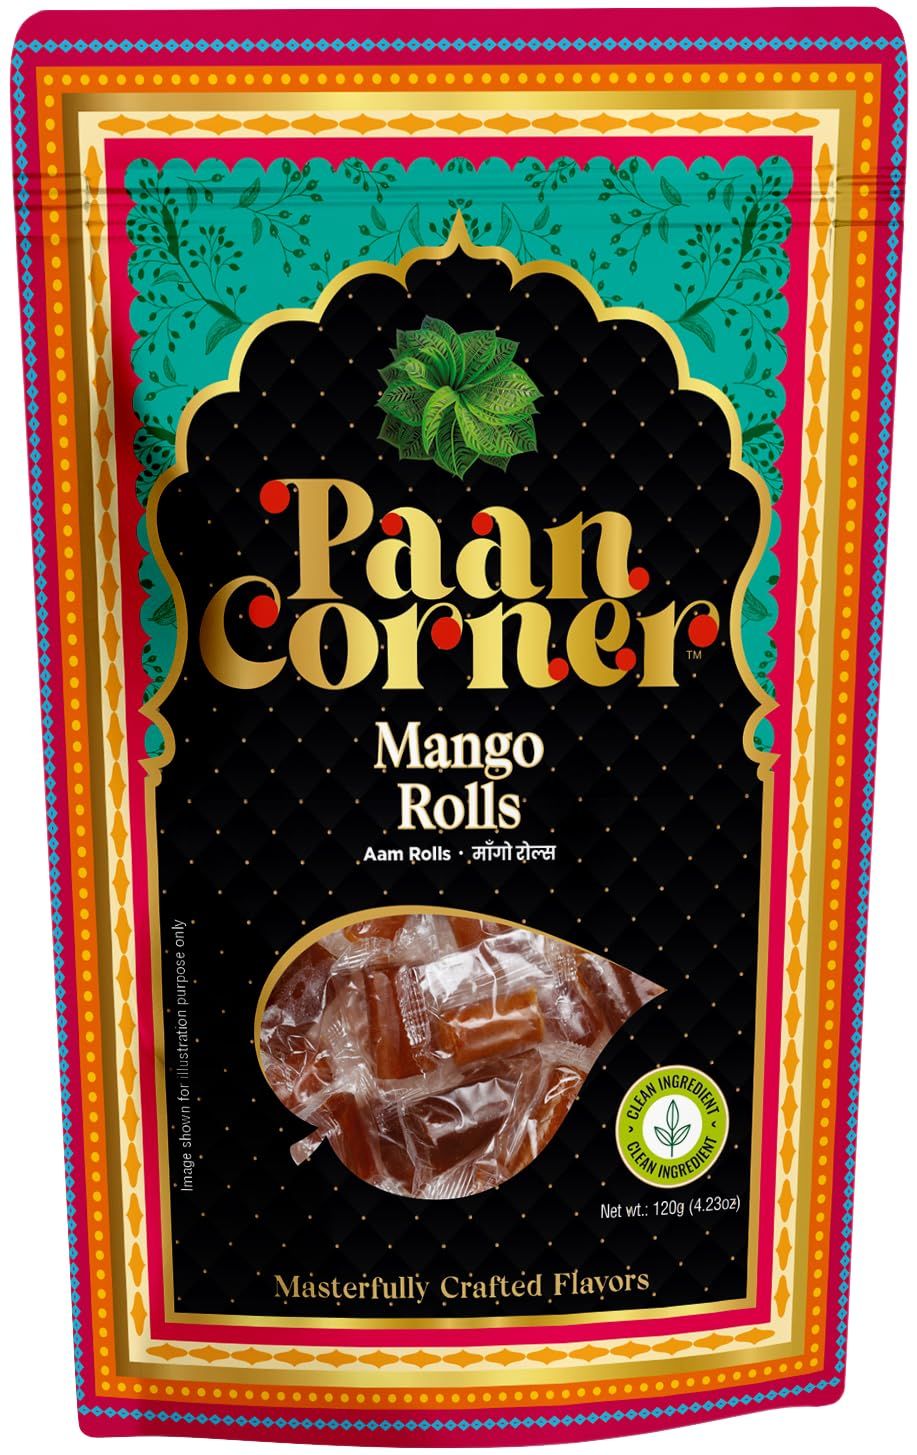 Paan
Corner
TM
Mango
Rolls
Aam Rolls • माँगो रोल्स
Image shown for illustration purpose only
CLEAN INGREDIENT
CLEAN INGREDIENT
Net wt.: 120g (4.23oz)
Masterfully Crafted Flavors